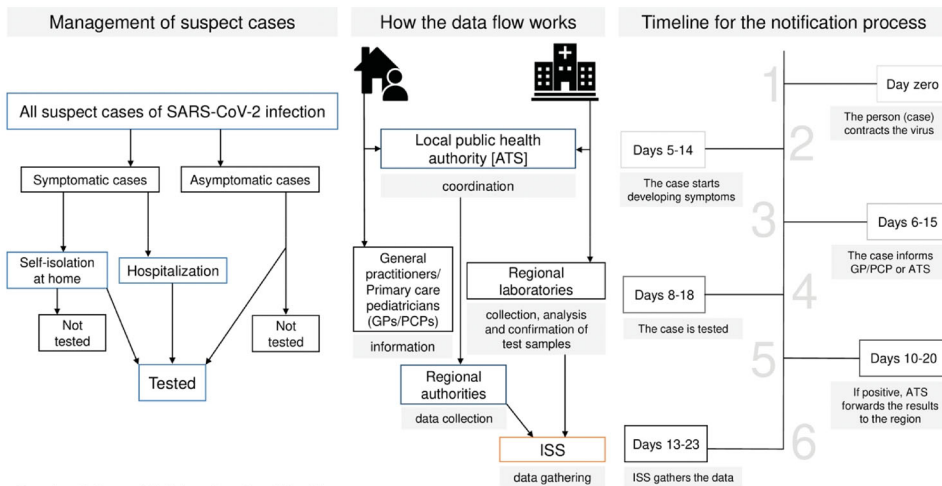 Management of suspect cases
All suspect cases of SARS-CoV-2 infection
Symptomatic cases
Asymptomatic cases
Self-isolation
at home
Hospitalization
Not
tested
Not
tested
Tested
How the data flow works
Local public health
authority [ATS]
coordination
General
practitioners/
Primary care
pediatricians
(GPs/PCPs)
information
Regional
laboratories
collection, analysis
and confirmation of
test samples
Regional
authorities
data collection
ISS
data gathering
Timeline for the notification process
1
Day zero
The person (case)
contracts the virus
2
Days 5-14
The case starts
developing symptoms
3
Days 6-15
The case informs
GP/PCP or ATS
4
Days 8-18
The case is tested
5
Days 10-20
If positive, ATS
forwards the results
to the region
6
Days 13-23
ISS gathers the data